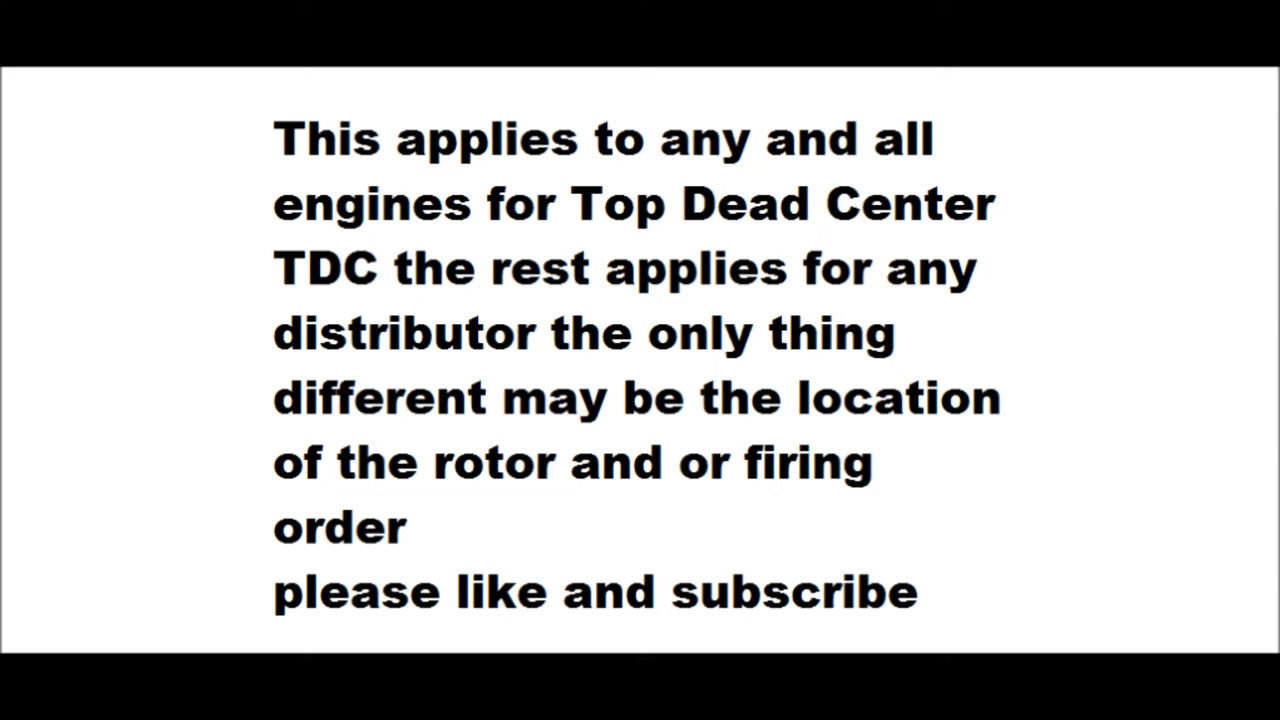 This applies to any and all
engines for Top Dead Center
TDC the rest applies for any
distributor the only thing
different may be the location
of the rotor and or firing
order
please like and subscribe